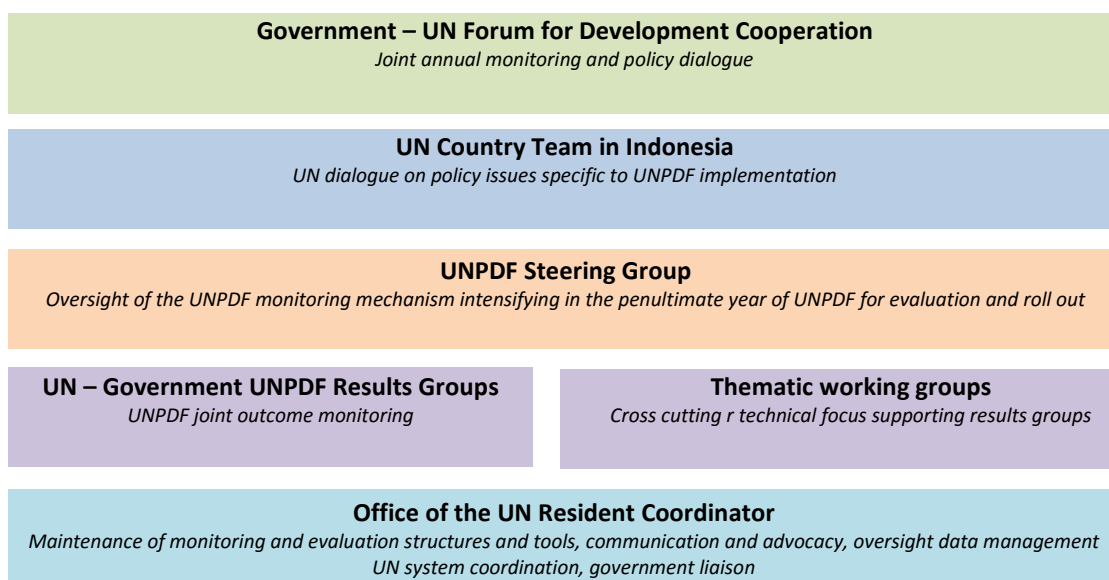 Government – UN Forum for Development Cooperation
Joint annual monitoring and policy dialogue
UN Country Team in Indonesia
UN dialogue on policy issues specific to UNPDF implementation
UNPDF Steering Group
Oversight of the UNPDF monitoring mechanism intensifying in the penultimate year of UNPDF for evaluation and roll out
UN – Government UNPDF Results Groups
UNPDF joint outcome monitoring
Thematic working groups
Cross cutting r technical focus supporting results groups
Office of the UN Resident Coordinator
Maintenance of monitoring and evaluation structures and tools, communication and advocacy, oversight data management
UN system coordination, government liaison